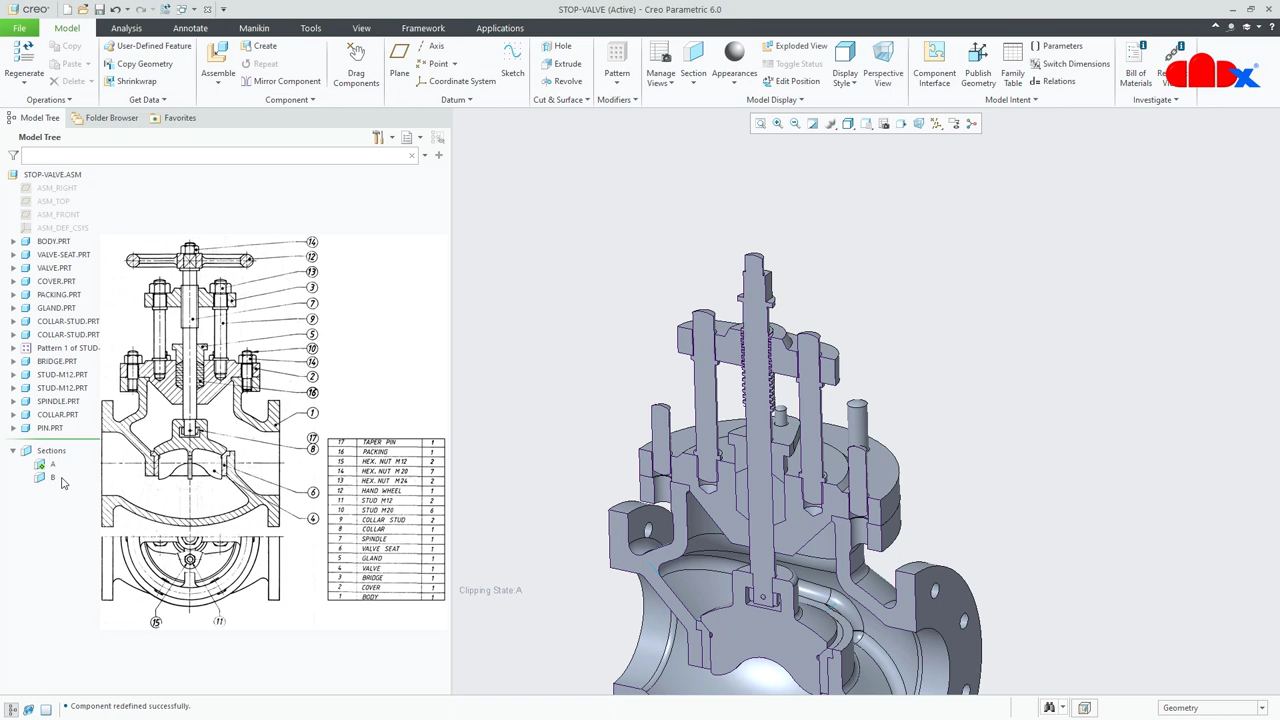 creo
STOP-VALVE (Active) - Creo Parametric 6.0
File Model Analysis Annotate Manikin Tools View Framework Applications
Regenerate
Copy
Paste
Delete
Operations
User-Defined Feature
Copy Geometry
Shrinkwrap
Get Data
Assemble
Create
Repeat
Mirror Component
Component
Drag Components
Plane
Axis
Point
Coordinate System
Sketch
Datum
Hole
Extrude
Revolve
Cut & Surface
Pattern
Modifiers
Manage Views
Section
Appearances
Exploded View
Toggle Status
Edit Position
Display Style
Perspective View
Model Display
Component Interface
Publish Geometry
Family Table
Parameters
Switch Dimensions
Relations
Model Intent
Bill of Materials
Investigate
Model Tree Folder Browser Favorites
Model Tree
STOP-VALVE.ASM
ASM_RIGHT
ASM_TOP
ASM_FRONT
ASM_DEF_CSYS
BODY.PRT
VALVE-SEAT.PRT
VALVE.PRT
COVER.PRT
PACKING.PRT
GLAND.PRT
COLLAR-STUD.PRT
COLLAR-STUD.PRT
Pattern 1 of STUD-
BRIDGE.PRT
STUD-M12.PRT
STUD-M12.PRT
SPINDLE.PRT
COLLAR.PRT
PIN.PRT
Sections
A
B
14
12
13
3
7
9
5
10
14
2
16
1
17
8
6
4
15 11
17 TAPER PIN 1
16 PACKING 1
15 HEX. NUT M12 2
14 HEX. NUT M20 7
13 HEX. NUT M24 2
12 HAND WHEEL 1
11 STUD M12 2
10 STUD M20 6
9 COLLAR STUD 2
8 COLLAR 1
7 SPINDLE 1
6 VALVE SEAT 1
5 GLAND 1
4 VALVE 1
3 BRIDGE 1
2 COVER 1
1 BODY 1
Clipping State:A
Component redefined successfully.
Geometry